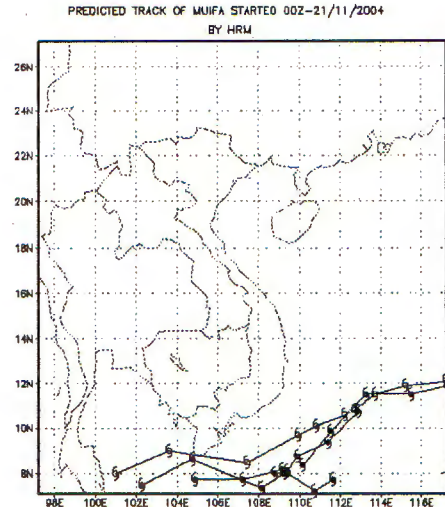 PREDICTED TRACK OF MUIFA STARTED 00Z-21/11/2004
BY HRM
26N
24N
22N
20N
18N
16N
14N
12N
10N
8N
98E 100E 102E 104E 106E 108E 110E 112E 114E 116E